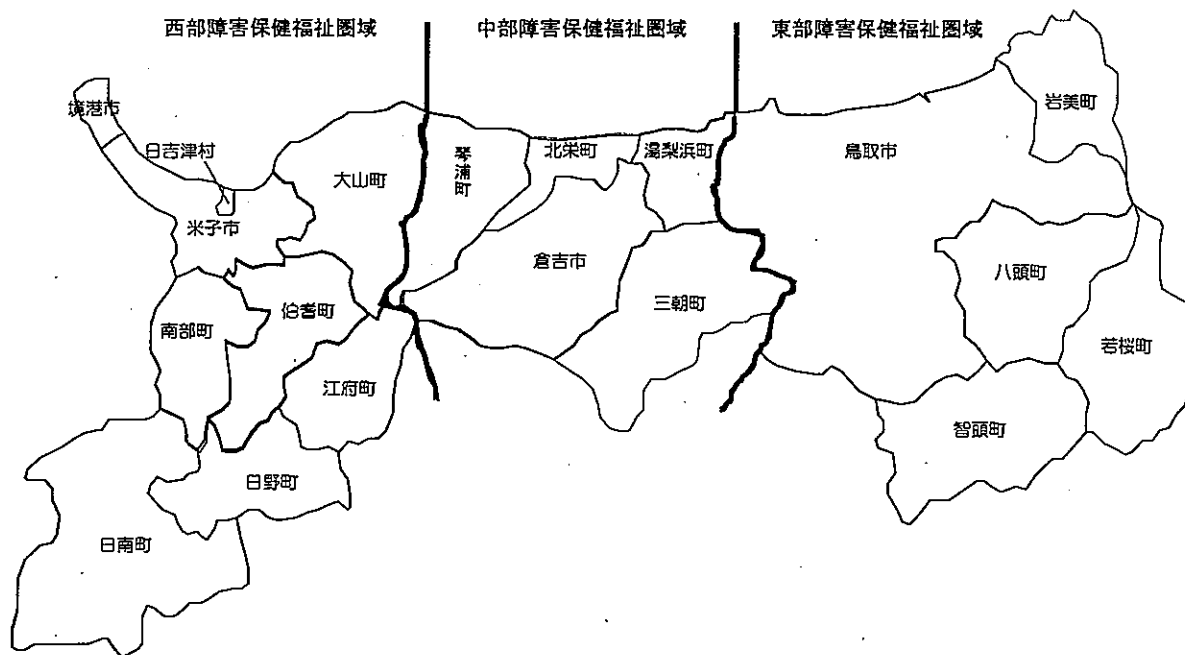 西部障害保健福祉圏域
中部障害保健福祉圏域
東部障害保健福祉圏域
境港市
日吉津村
米子市
大山町
南部町
伯耆町
江府町
日野町
日南町
琴浦町
北栄町
湯梨浜町
倉吉市
三朝町
鳥取市
岩美町
八頭町
若桜町
智頭町